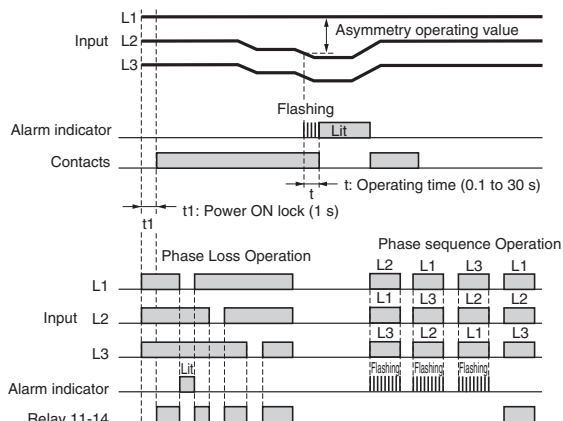 L1
Asymmetry operating value
Input L2
L3
Flashing
Alarm indicator
Lit
Contacts
t: Operating time (0.1 to 30 s)
t
t1: Power ON lock (1 s)
t1
Phase Loss Operation
Phase sequence Operation
L2 L1 L3 L1
L1
L1 L3 L2 L2
Input L2
L3 L2 L1 L3
L3
Lit
Flashing Flashing Flashing
Alarm indicator
Relay 11-14